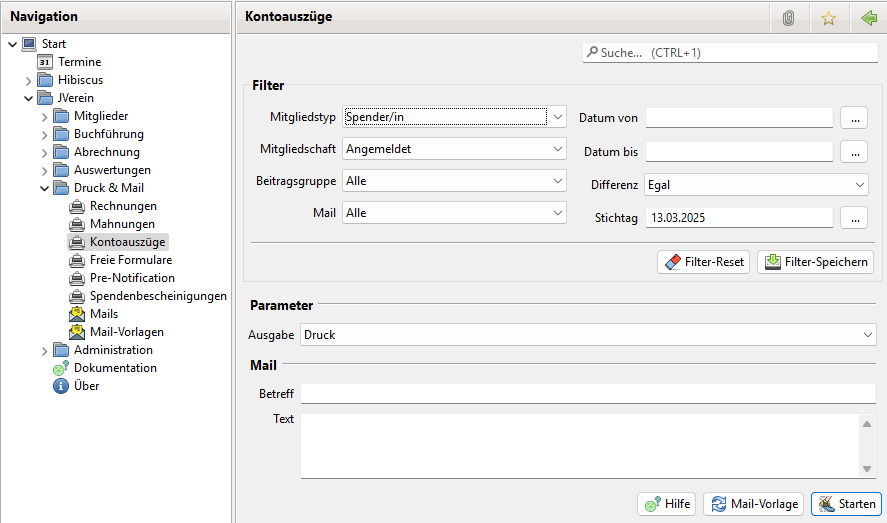 Navigation
Start
31 Termine
Hibiscus
JVerein
Mitglieder
Buchführung
Abrechnung
Auswertungen
Druck & Mail
Rechnungen
Mahnungen
Kontoauszüge
Freie Formulare
Pre-Notification
Spendenbescheinigungen
Mails
Mail-Vorlagen
Administration
Dokumentation
Über
Kontoauszüge
Suche... (CTRL+1)
Filter
Mitgliedstyp Spender/in Datum von ...
Mitgliedschaft Angemeldet Datum bis ...
Beitragsgruppe Alle Differenz Egal
Mail Alle Stichtag 13.03.2025 ...
Filter-Reset Filter-Speichern
Parameter
Ausgabe Druck
Mail
Betreff
Text
Hilfe Mail-Vorlage Starten